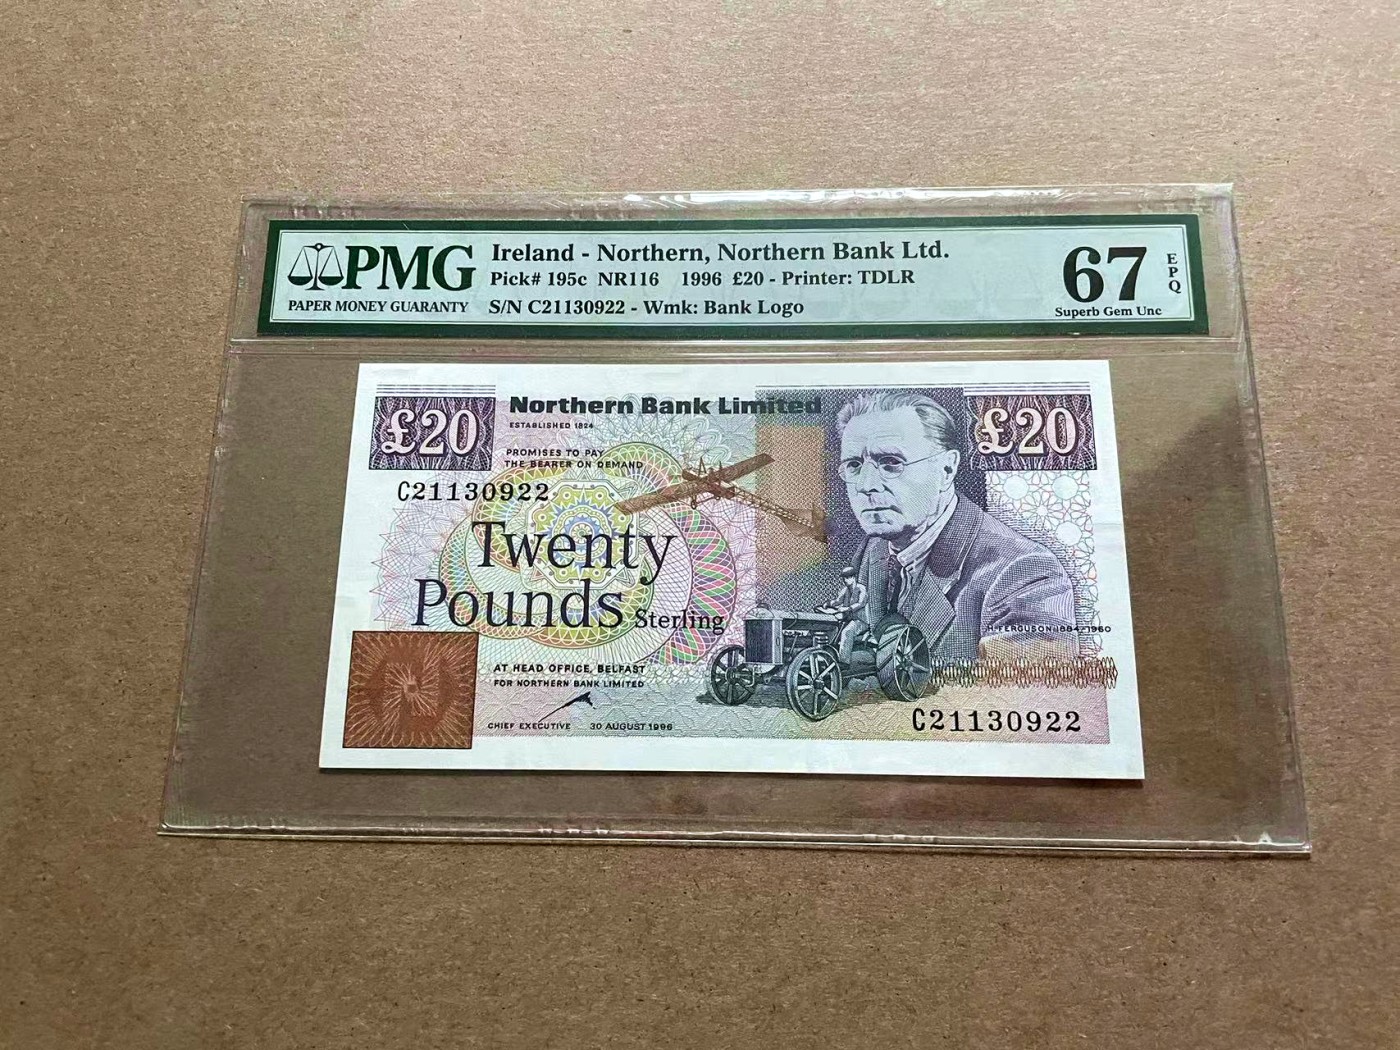 PMG
PAPER MONEY GUARANTY
Ireland - Northern, Northern Bank Ltd.
Pick# 195c NR116 1996 £20 - Printer: TDLR
S/N C21130922 - Wmk: Bank Logo
67
EPQ
Superb Gem Unc
£20
Northern Bank Limited
£20
ESTABLISHED 1824
PROMISES TO PAY
THE BEARER ON DEMAND
C21130922
Twenty
Pounds Sterling
H. FERGUSON 1884-1960
AT HEAD OFFICE, BELFAST
FOR NORTHERN BANK LIMITED
CHIEF EXECUTIVE 30 AUGUST 1996
C21130922